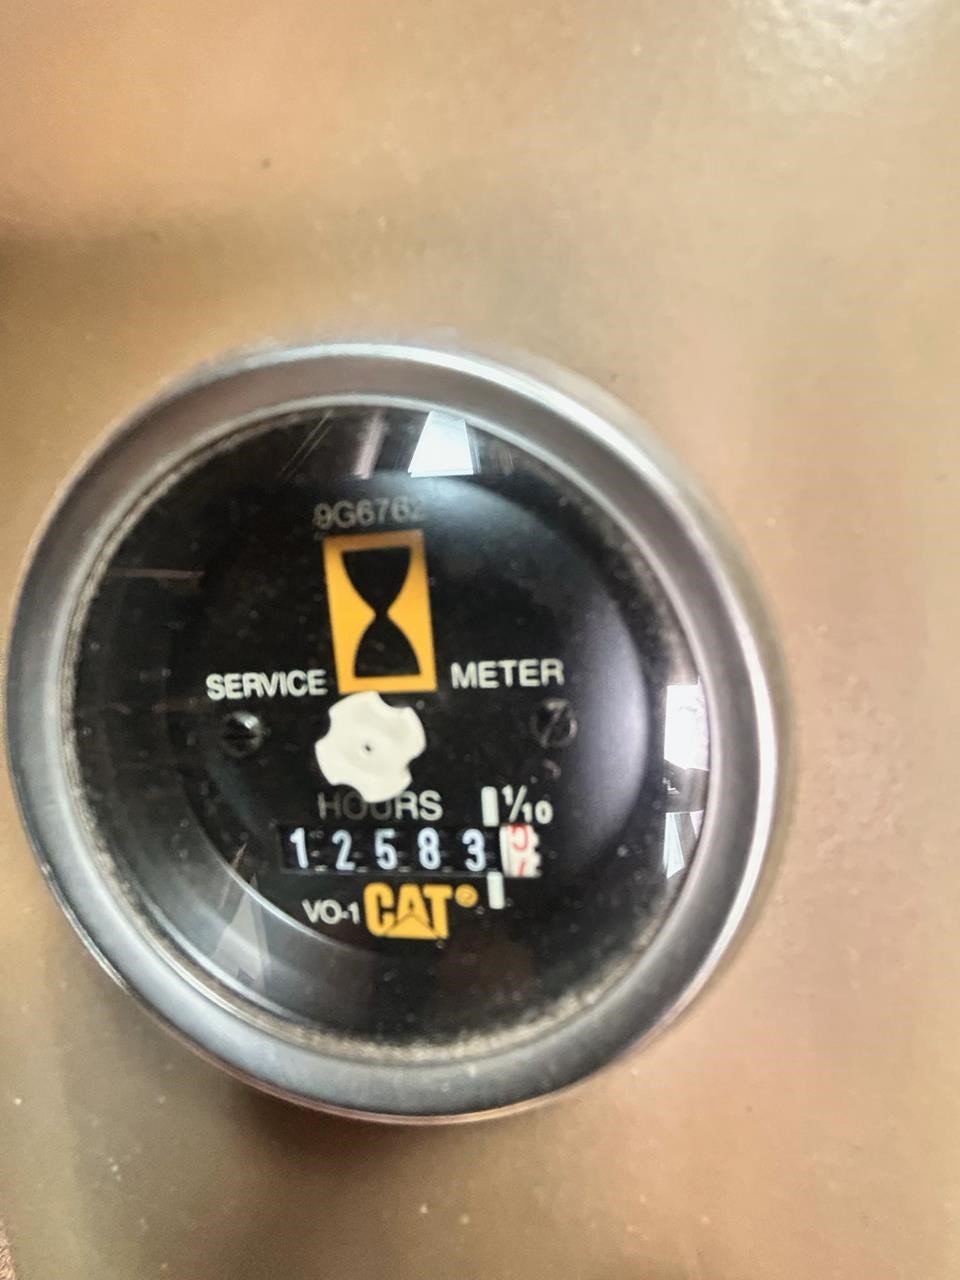 9G6762
SERVICE METER
HOURS 1/10
12583
VO-1 CAT®